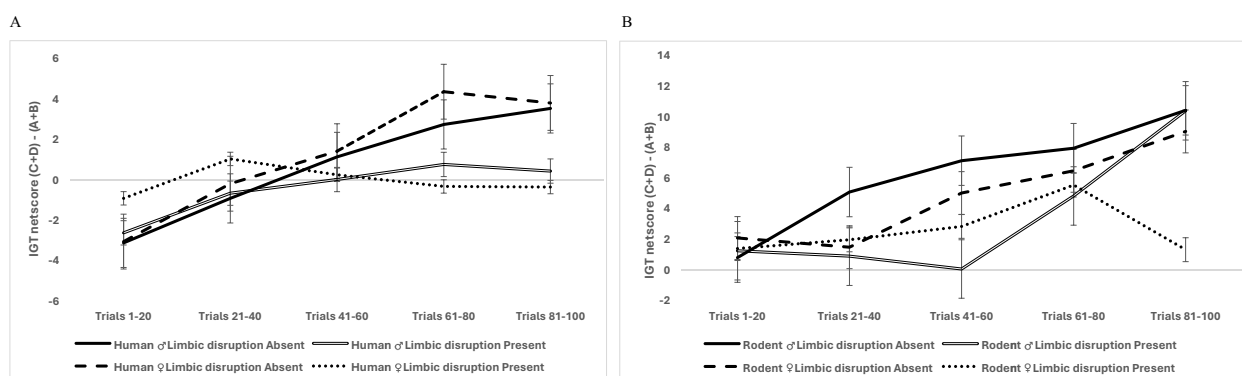 A
IGT netscore (C+D) - (A+B)
6
4
2
0
-2
-4
-6
Trials 1-20 Trials 21-40 Trials 41-60 Trials 61-80 Trials 81-100
Human ♂ Limbic disruption Absent Human ♂ Limbic disruption Present
Human ♀ Limbic disruption Absent Human ♀ Limbic disruption Present
B
IGT netscore (C+D) - (A+B)
14
12
10
8
6
4
2
0
-2
Trials 1-20 Trials 21-40 Trials 41-60 Trials 61-80 Trials 81-100
Rodent ♂ Limbic disruption Absent Rodent ♂ Limbic disruption Present
Rodent ♀ Limbic disruption Absent Rodent ♀ Limbic disruption Present